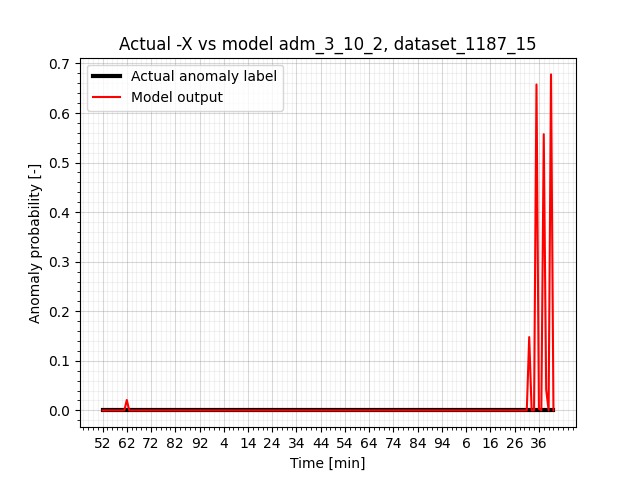 Actual -X vs model adm_3_10_2, dataset_1187_15
Actual anomaly label
Model output
Anomaly probability [-]
0.7
0.6
0.5
0.4
0.3
0.2
0.1
0.0
52 62 72 82 92 4 14 24 34 44 54 64 74 84 94 6 16 26 36
Time [min]